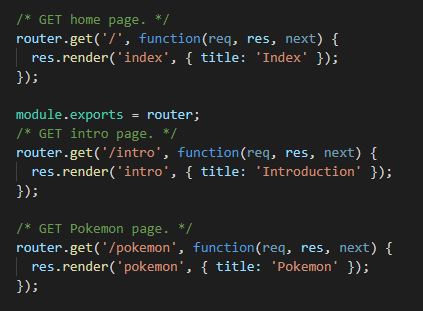 /* GET home page. */
router.get('/', function(req, res, next) {
  res.render('index', { title: 'Index' });
});

module.exports = router;
/* GET intro page. */
router.get('/intro', function(req, res, next) {
  res.render('intro', { title: 'Introduction' });
});

/* GET Pokemon page. */
router.get('/pokemon', function(req, res, next) {
  res.render('pokemon', { title: 'Pokemon' });
});